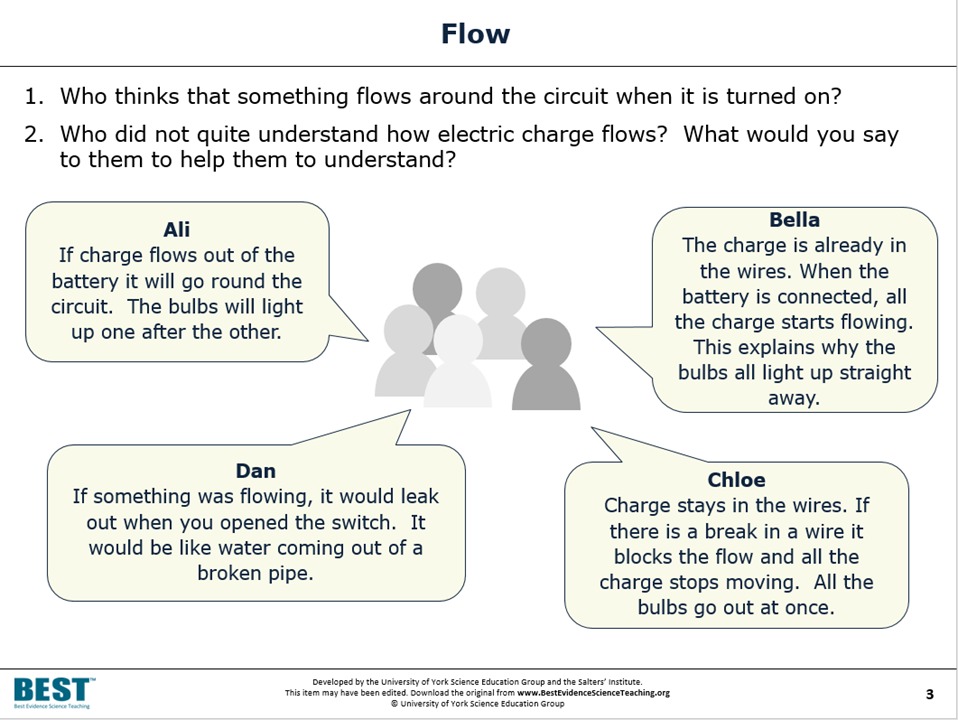 Flow
1. Who thinks that something flows around the circuit when it is turned on?
2. Who did not quite understand how electric charge flows?  What would you say
to them to help them to understand?
Ali
If charge flows out of the
battery it will go round the
circuit.  The bulbs will light
up one after the other.
Bella
The charge is already in
the wires. When the
battery is connected, all
the charge starts flowing.
This explains why the
bulbs all light up straight
away.
Dan
If something was flowing, it would leak
out when you opened the switch.  It
would be like water coming out of a
broken pipe.
Chloe
Charge stays in the wires. If
there is a break in a wire it
blocks the flow and all the
charge stops moving.  All the
bulbs go out at once.
BEST™
Best Evidence Science Teaching
Developed by the University of York Science Education Group and the Salters' Institute.
This item may have been edited. Download the original from www.BestEvidenceScienceTeaching.org
© University of York Science Education Group
3